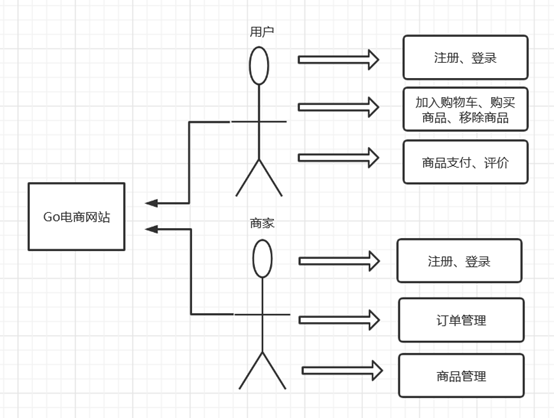 用户
注册、登录
加入购物车、购买
商品、移除商品
商品支付、评价
Go电商网站
商家
注册、登录
订单管理
商品管理